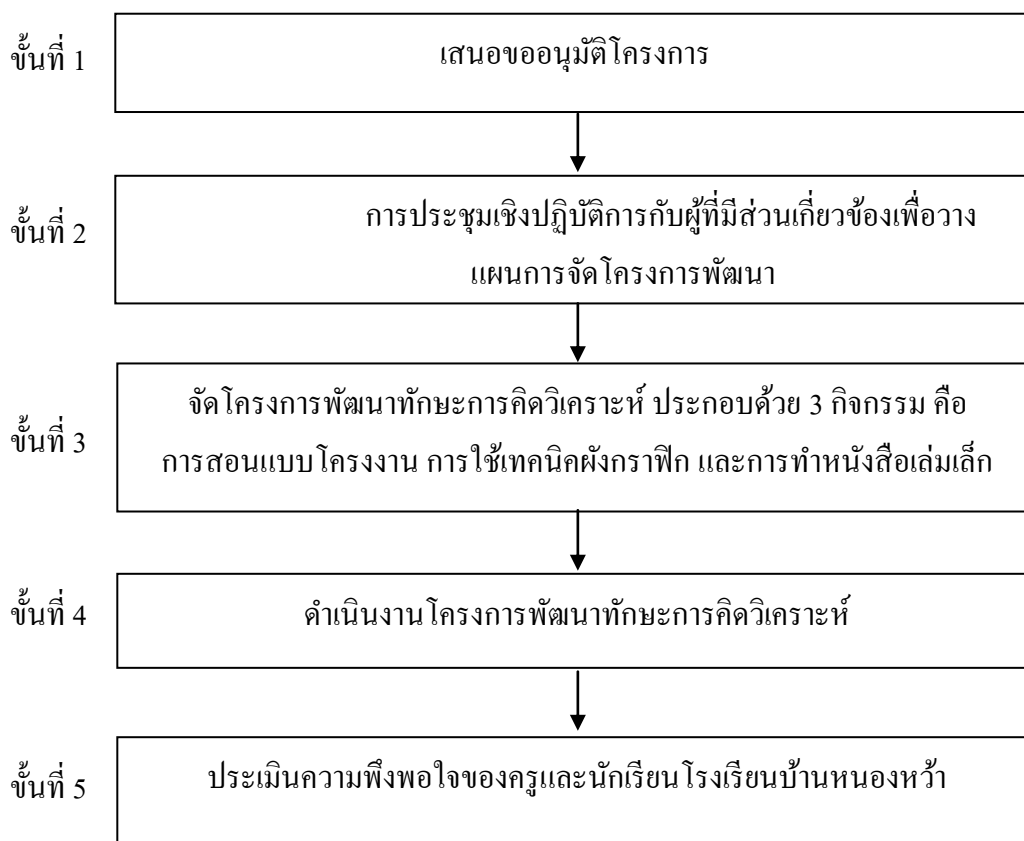 ขั้นที่ 1
เสนอขออนุมัติโครงการ
ขั้นที่ 2
การประชุมเชิงปฏิบัติการกับผู้ที่มีส่วนเกี่ยวข้องเพื่อวาง
แผนการจัดโครงการพัฒนา
ขั้นที่ 3
จัดโครงการพัฒนาทักษะการคิดวิเคราะห์ ประกอบด้วย 3 กิจกรรม คือ
การสอนแบบโครงงาน การใช้เทคนิคผังกราฟิก และการทำหนังสือเล่มเล็ก
ขั้นที่ 4
ดำเนินงานโครงการพัฒนาทักษะการคิดวิเคราะห์
ขั้นที่ 5
ประเมินความพึงพอใจของครูและนักเรียนโรงเรียนบ้านหนองหว้า